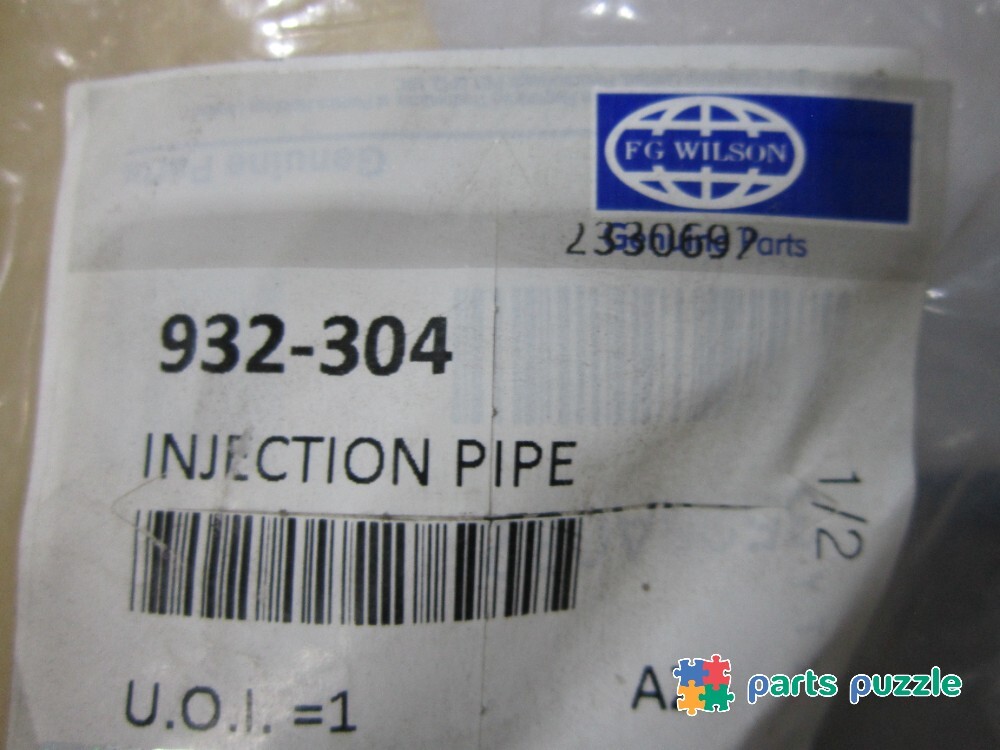 FG WILSON
Genuine Parts
932-304
INJECTION PIPE
1/2
U.O.I. =1
parts puzzle